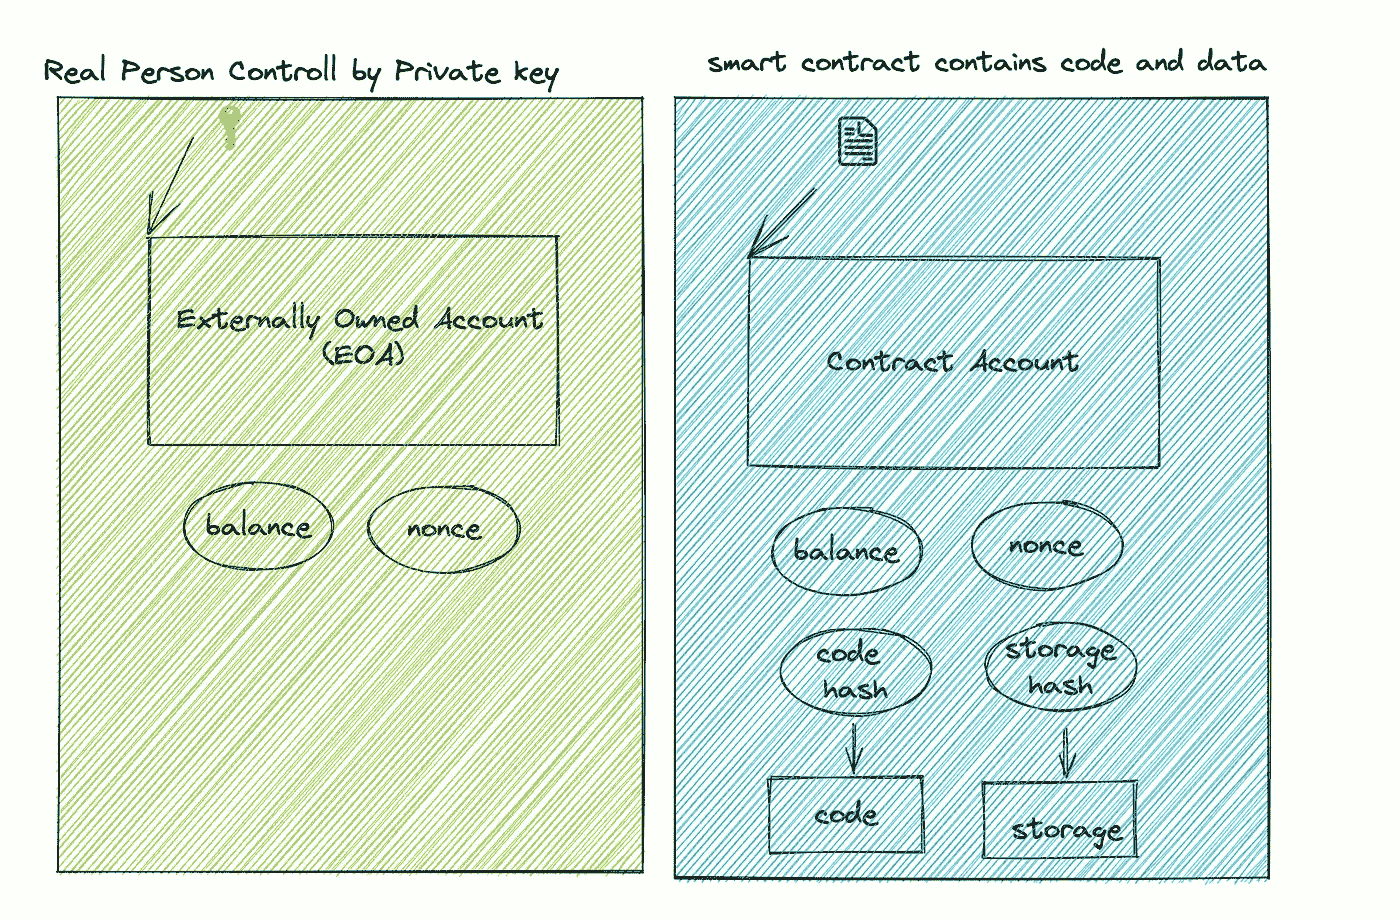 Real Person Controll by Private key
Externally Owned Account
(EOA)
balance
nonce
smart contract contains code and data
Contract Account
balance
nonce
code
hash
storage
hash
code
storage